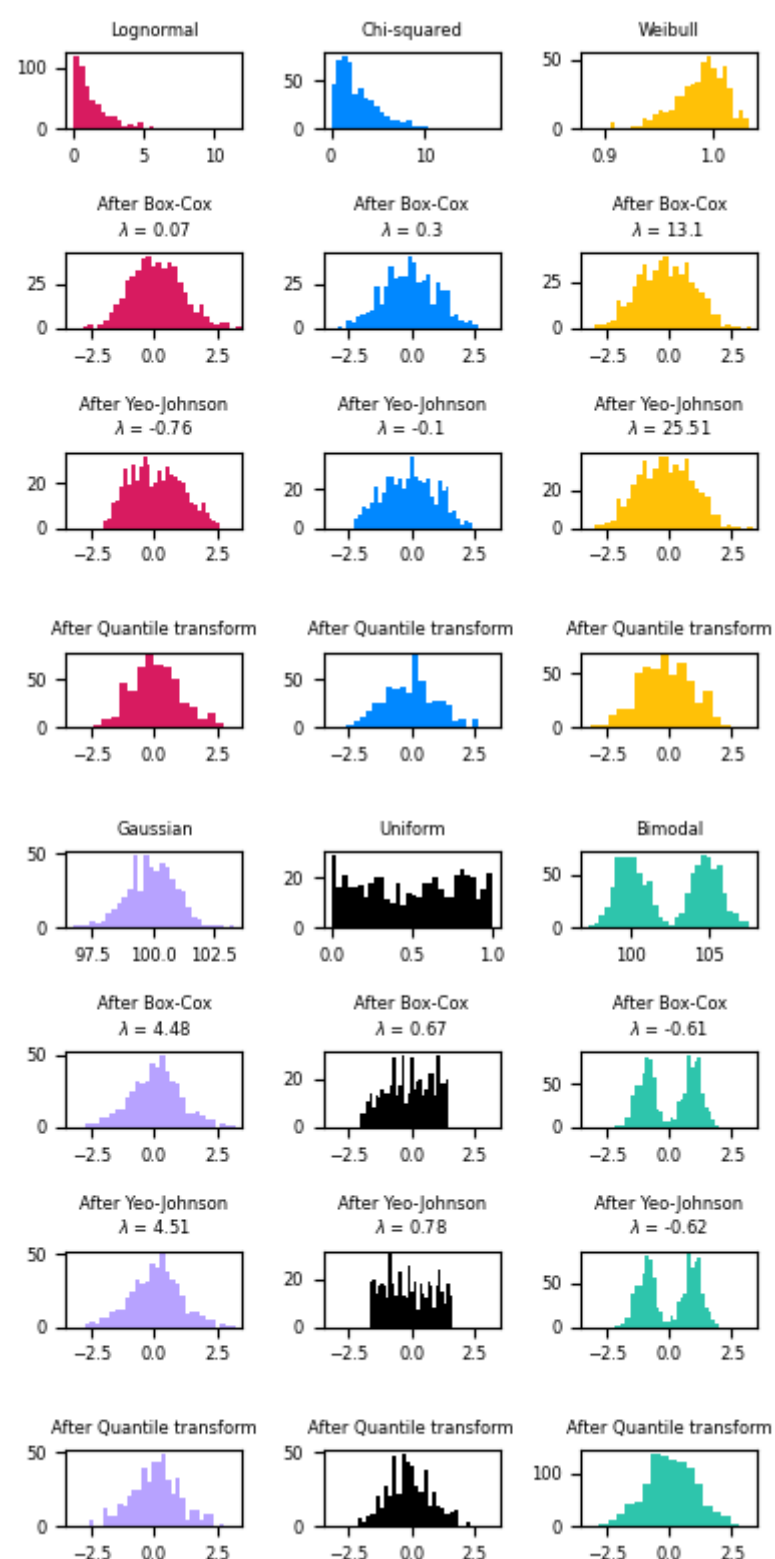 Lognormal Chi-squared Weibull
100 50 50
0 0 0
0 5 10 0 10 0.9 1.0
After Box-Cox After Box-Cox After Box-Cox
λ = 0.07 λ = 0.3 λ = 13.1
25 25 25
0 0 0
−2.5 0.0 2.5 −2.5 0.0 2.5 −2.5 0.0 2.5
After Yeo-Johnson After Yeo-Johnson After Yeo-Johnson
λ = -0.76 λ = -0.1 λ = 25.51
20 20 20
0 0 0
−2.5 0.0 2.5 −2.5 0.0 2.5 −2.5 0.0 2.5
After Quantile transform After Quantile transform After Quantile transform
50 50 50
0 0 0
−2.5 0.0 2.5 −2.5 0.0 2.5 −2.5 0.0 2.5
Gaussian Uniform Bimodal
50 20 50
0 0 0
97.5 100.0 102.5 0.0 0.5 1.0 100 105
After Box-Cox After Box-Cox After Box-Cox
λ = 4.48 λ = 0.67 λ = -0.61
50 20 50
0 0 0
−2.5 0.0 2.5 −2.5 0.0 2.5 −2.5 0.0 2.5
After Yeo-Johnson After Yeo-Johnson After Yeo-Johnson
λ = 4.51 λ = 0.78 λ = -0.62
50 20 50
0 0 0
−2.5 0.0 2.5 −2.5 0.0 2.5 −2.5 0.0 2.5
After Quantile transform After Quantile transform After Quantile transform
50 50 100
0 0 0
−2.5 0.0 2.5 −2.5 0.0 2.5 −2.5 0.0 2.5